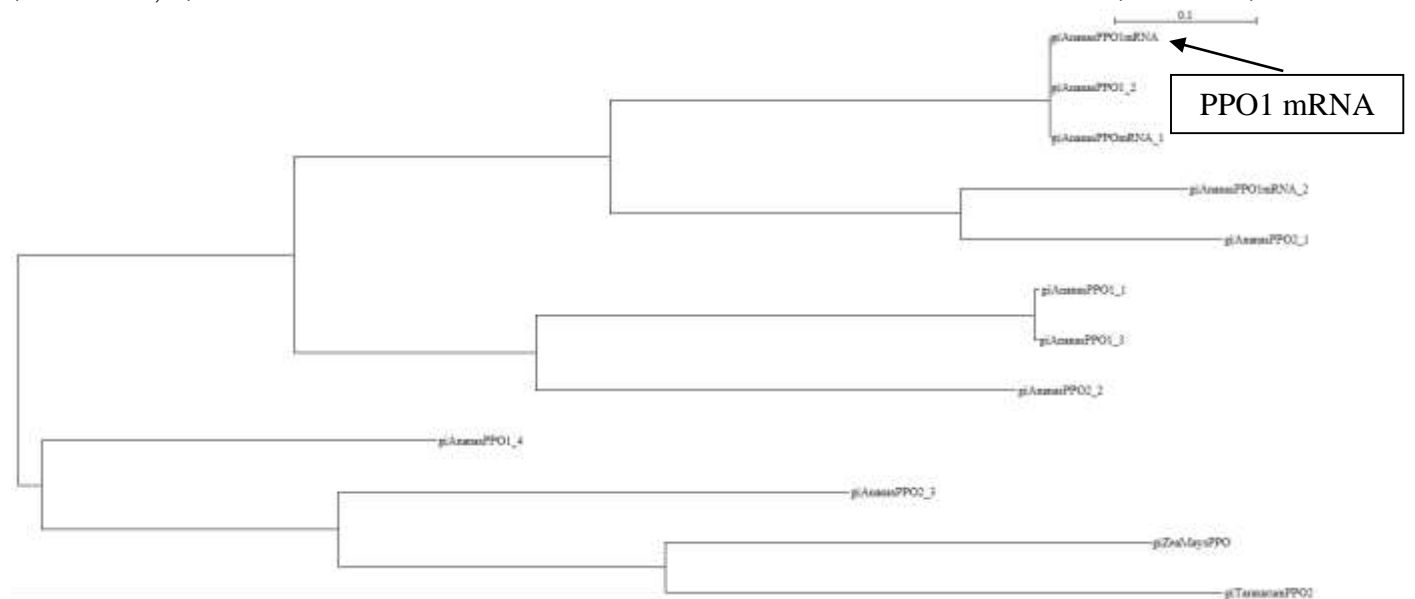 0.1
giAnanasPPO1mRNA
PPO1 mRNA
giAnanasPPO1_2
giAnanasPPOmRNA_1
giAnanasPPO1mRNA_2
giAnanasPPO2_1
giAnanasPPO1_1
giAnanasPPO1_3
giAnanasPPO2_2
giAnanasPPO1_4
giAnanasPPO2_3
giZeaMaysPPO